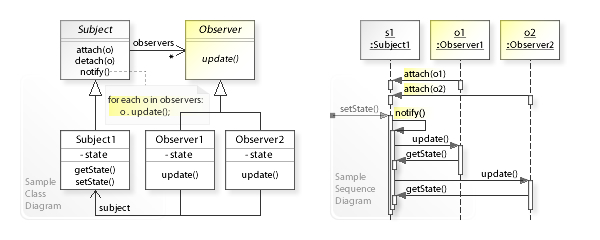 Subject
attach(o)
detach(o)
notify()
observers
*
Observer
update()
for each o in observers:
o . update();
Subject1
- state
getState()
setState()
Observer1
- state
update()
Observer2
- state
update()
subject
Sample
Class
Diagram
s1
:Subject1
o1
:Observer1
o2
:Observer2
attach(o1)
attach(o2)
setState()
notify()
update()
getState()
update()
getState()
Sample
Sequence
Diagram